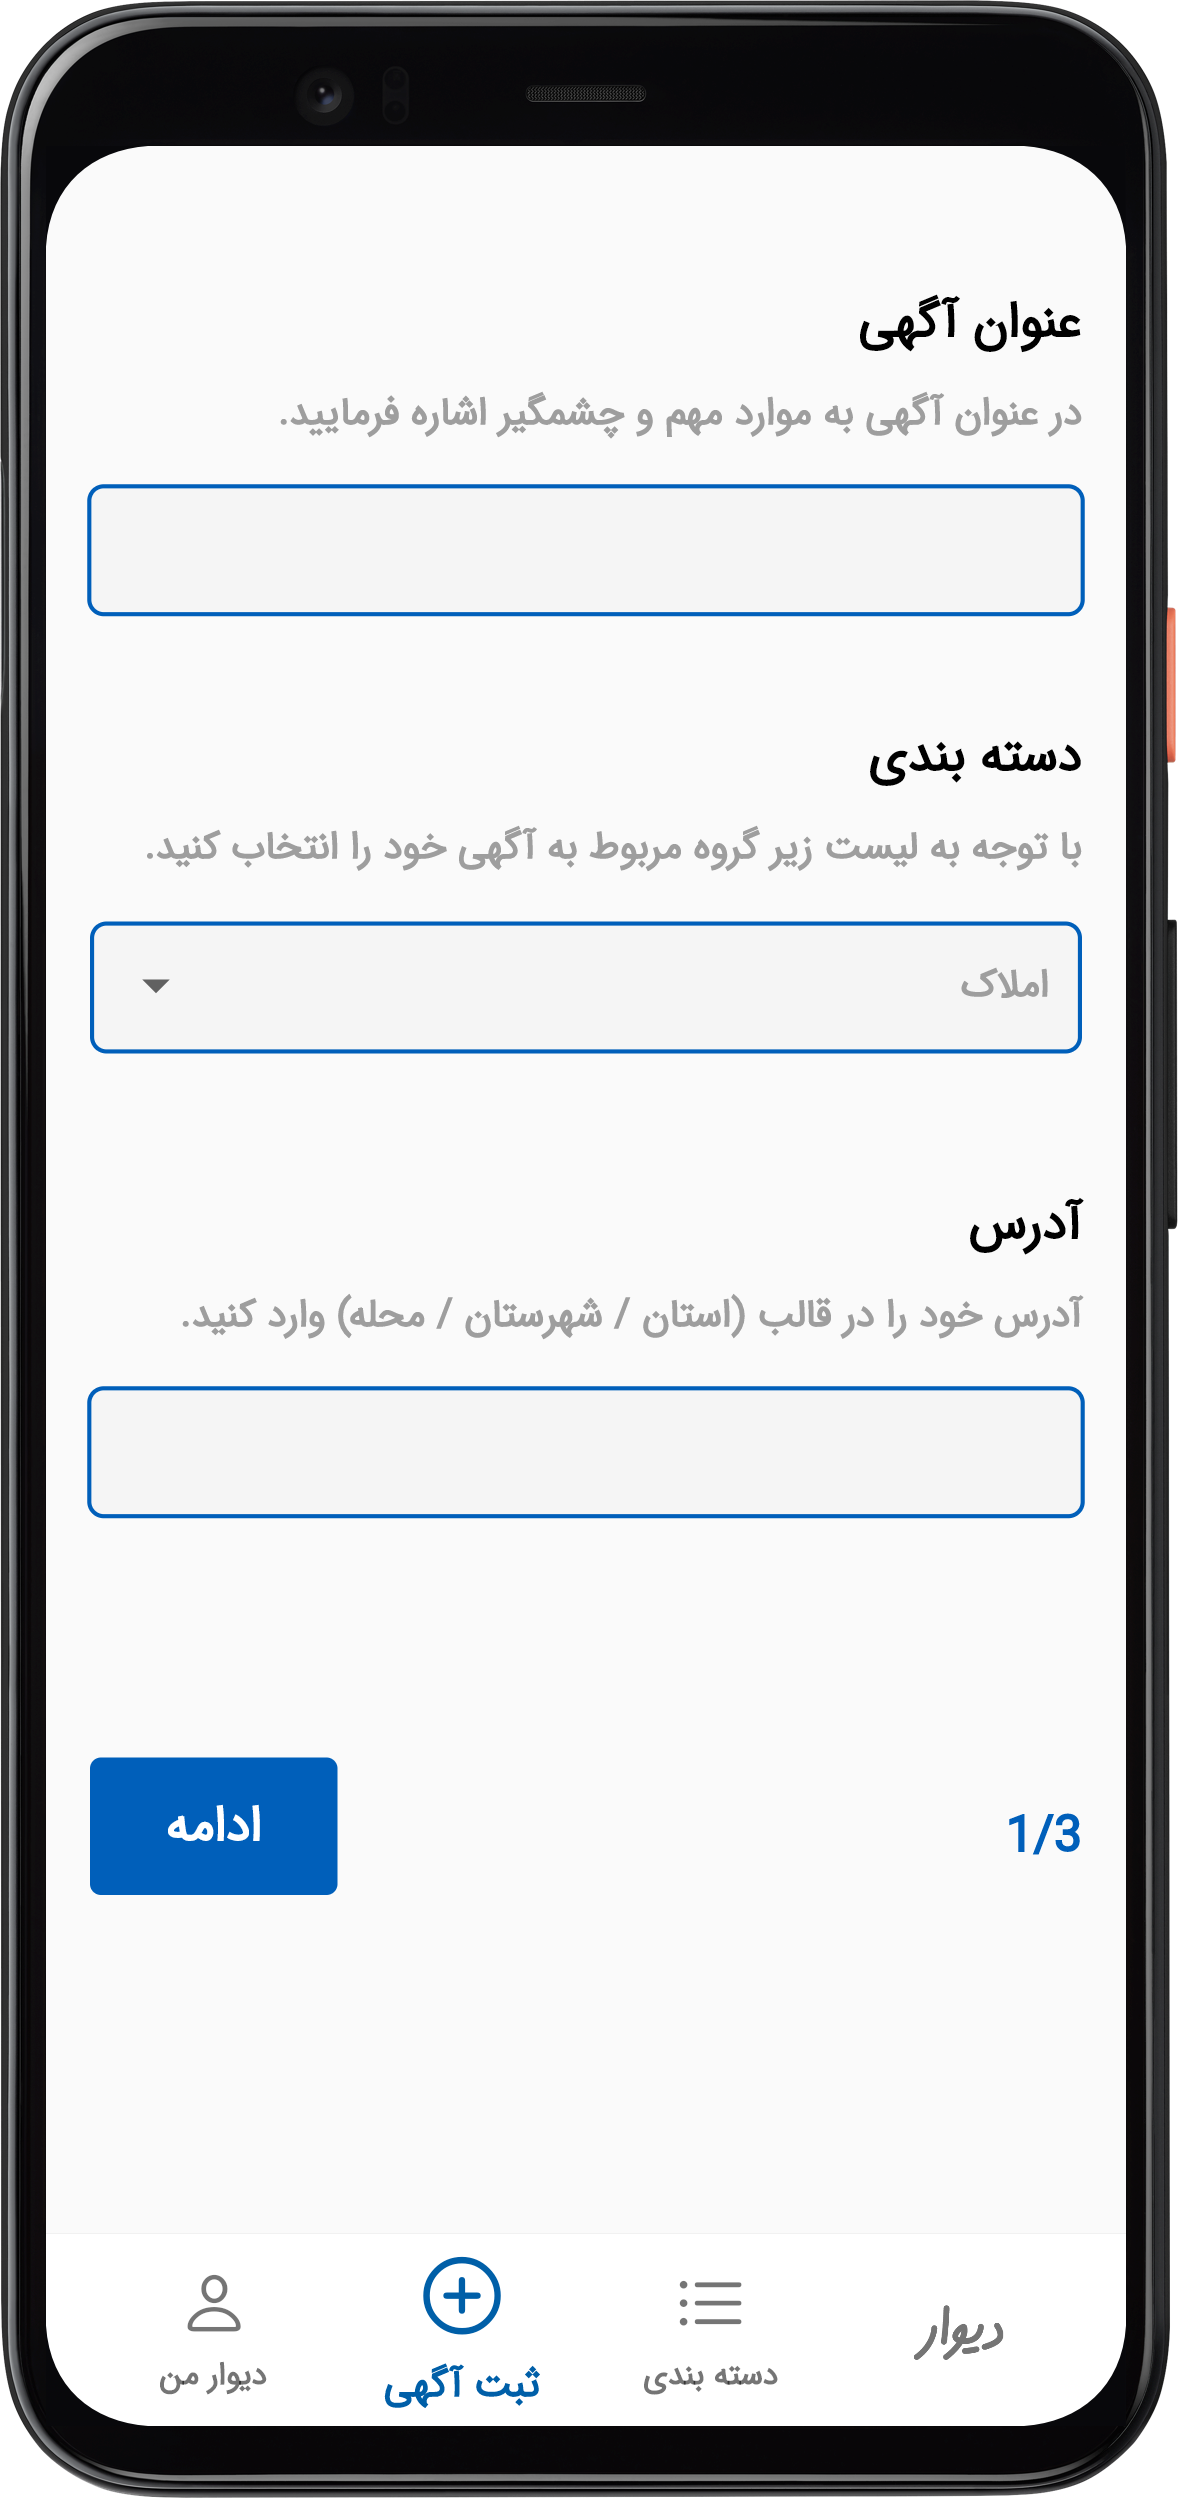 عنوان آگهی
در عنوان آگهی به موارد مهم و چشمگیر اشاره فرمایید.
دسته بندی
با توجه به لیست زیر گروه مربوط به آگهی خود را انتخاب کنید.
املاک
آدرس
آدرس خود را در قالب (استان / شهرستان / محله) وارد کنید.
1/3
ادامه
دیوار
دسته بندی
ثبت آگهی
دیوار من